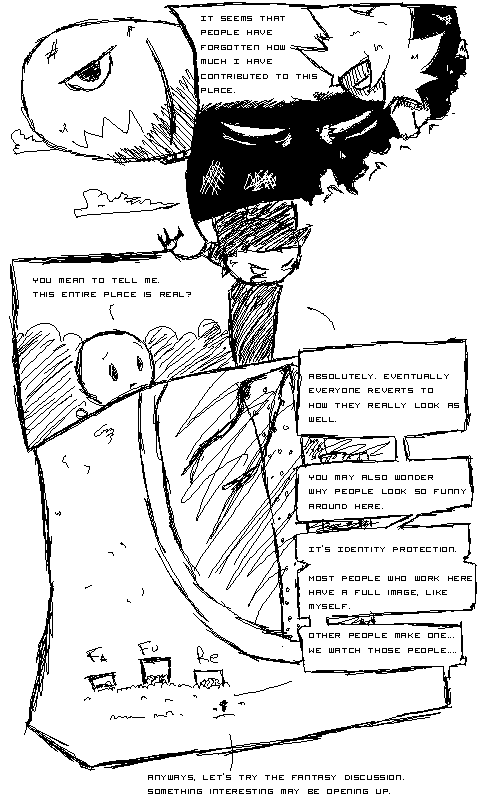 IT SEEMS THAT
PEOPLE HAVE
FORGOTTEN HOW
MUCH I HAVE
CONTRIBUTED TO THIS
PLACE.
YOU MEAN TO TELL ME.
THIS ENTIRE PLACE IS REAL?
ABSOLUTELY. EVENTUALLY
EVERYONE REVERTS TO
HOW THEY REALLY LOOK AS
WELL.
YOU MAY ALSO WONDER
WHY PEOPLE LOOK SO FUNNY
AROUND HERE.
IT'S IDENTITY PROTECTION.
MOST PEOPLE WHO WORK HERE
HAVE A FULL IMAGE, LIKE
MYSELF.
OTHER PEOPLE MAKE ONE...
WE WATCH THOSE PEOPLE....
FA FU RE
ANYWAYS, LET'S TRY THE FANTASY DISCUSSION.
SOMETHING INTERESTING MAY BE OPENING UP.